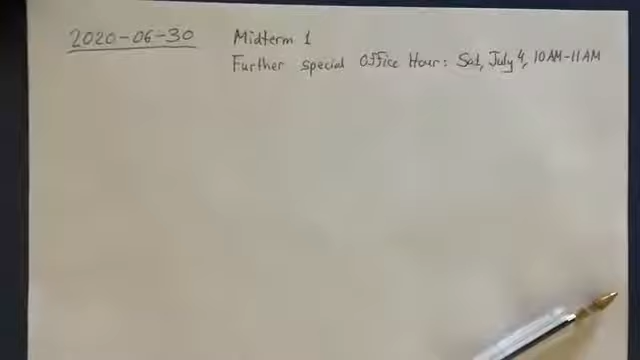 2020-06-30 Midterm 1
Further special Office Hour: Sat, July 4, 10 AM-11 AM